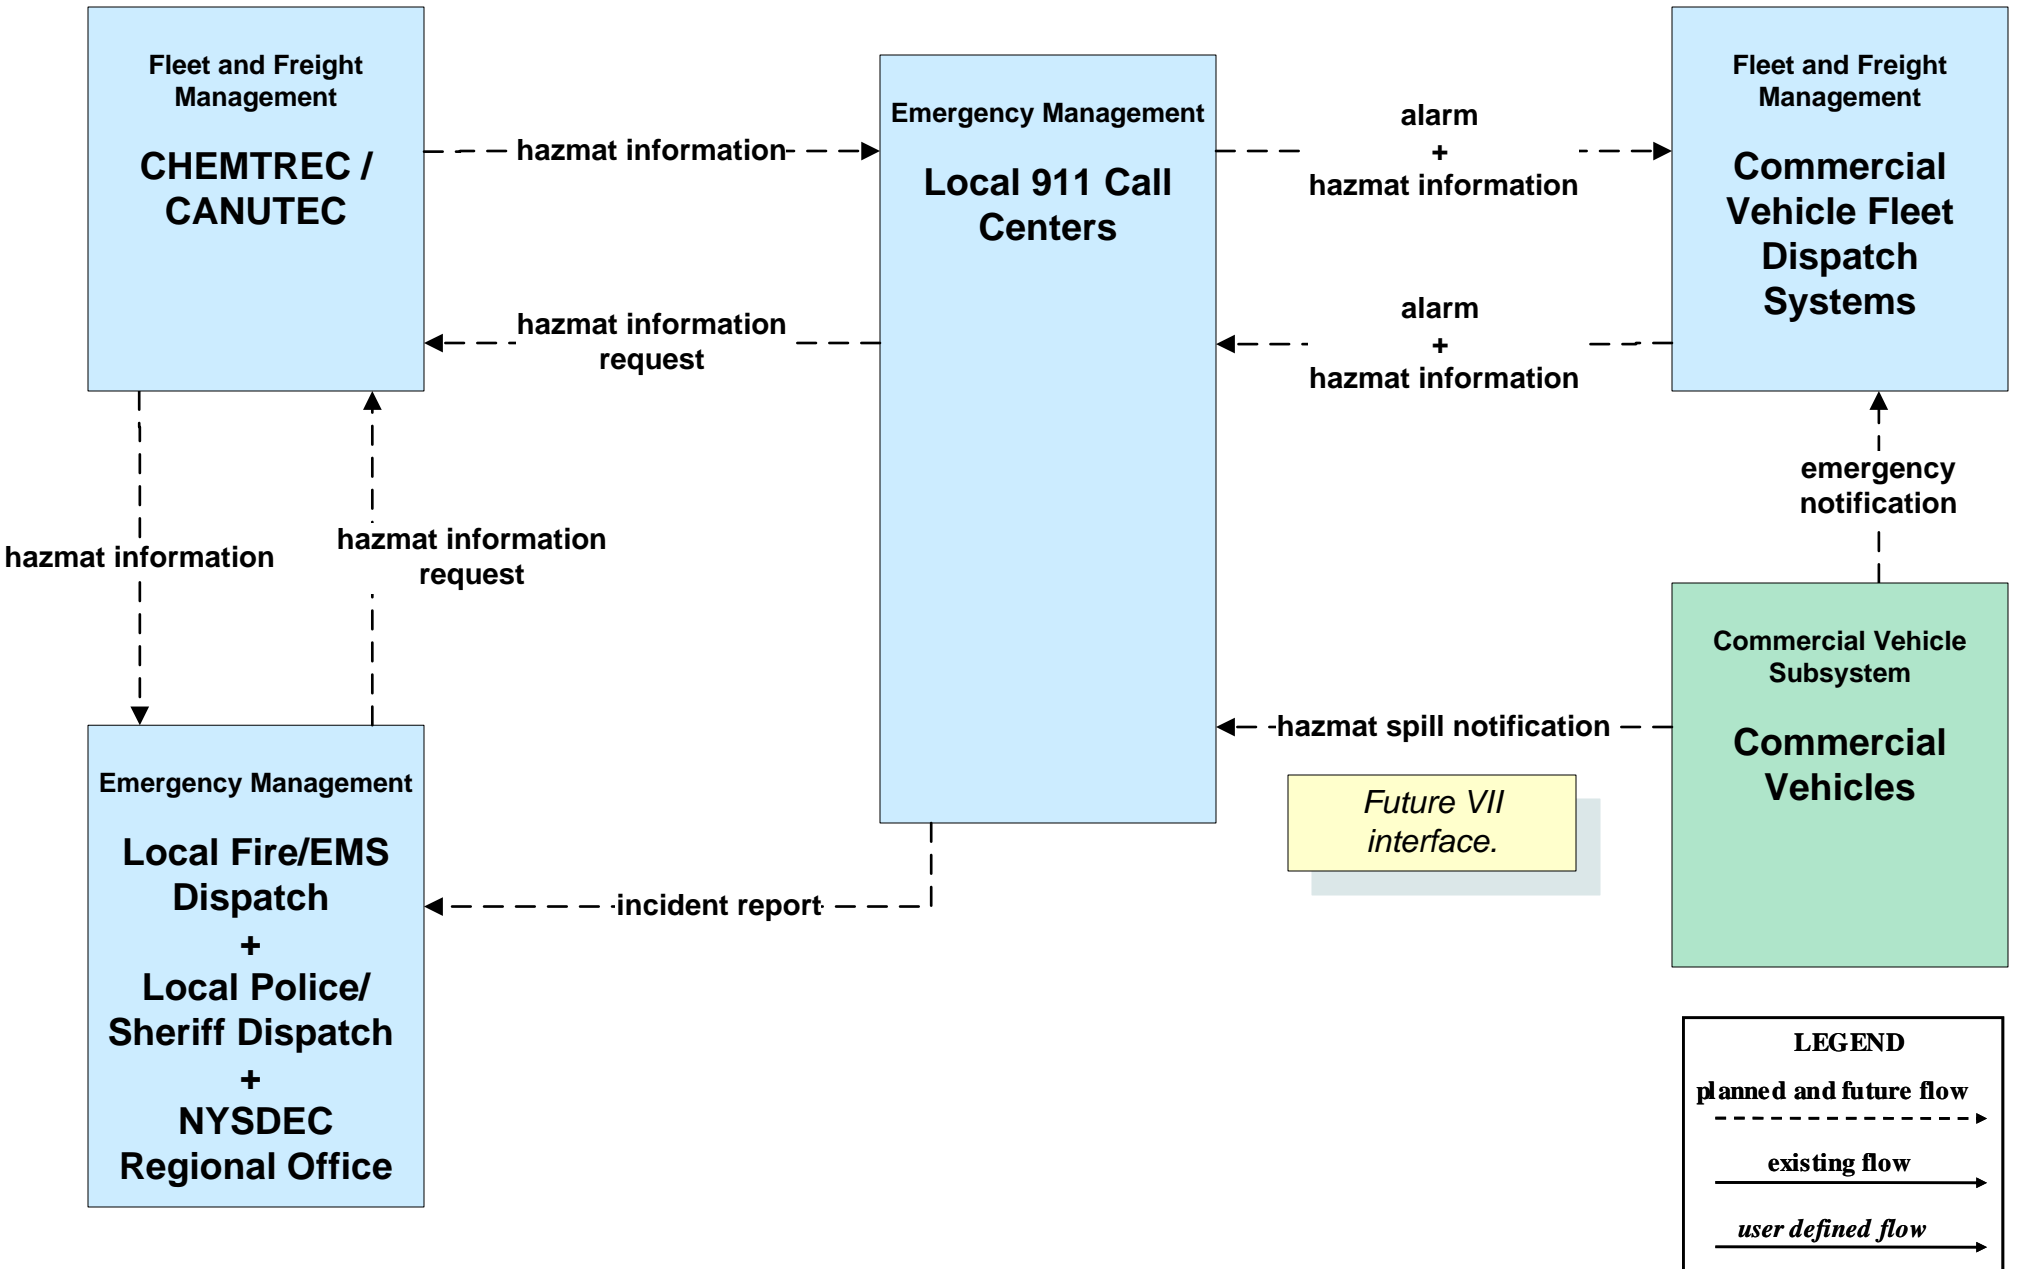 Fleet and Freight
Management
CHEMTREC /
CANUTEC
hazmat information
hazmat information
request
Emergency Management
Local 911 Call
Centers
alarm
+
hazmat information
alarm
+
hazmat information
Fleet and Freight
Management
Commercial
Vehicle Fleet
Dispatch
Systems
emergency
notification
hazmat information
hazmat information
request
Commercial Vehicle
Subsystem
Commercial
Vehicles
hazmat spill notification
Future VII
interface.
Emergency Management
Local Fire/EMS
Dispatch
+
Local Police/
Sheriff Dispatch
+
NYSDEC
Regional Office
incident report
LEGEND
planned and future flow
existing flow
user defined flow